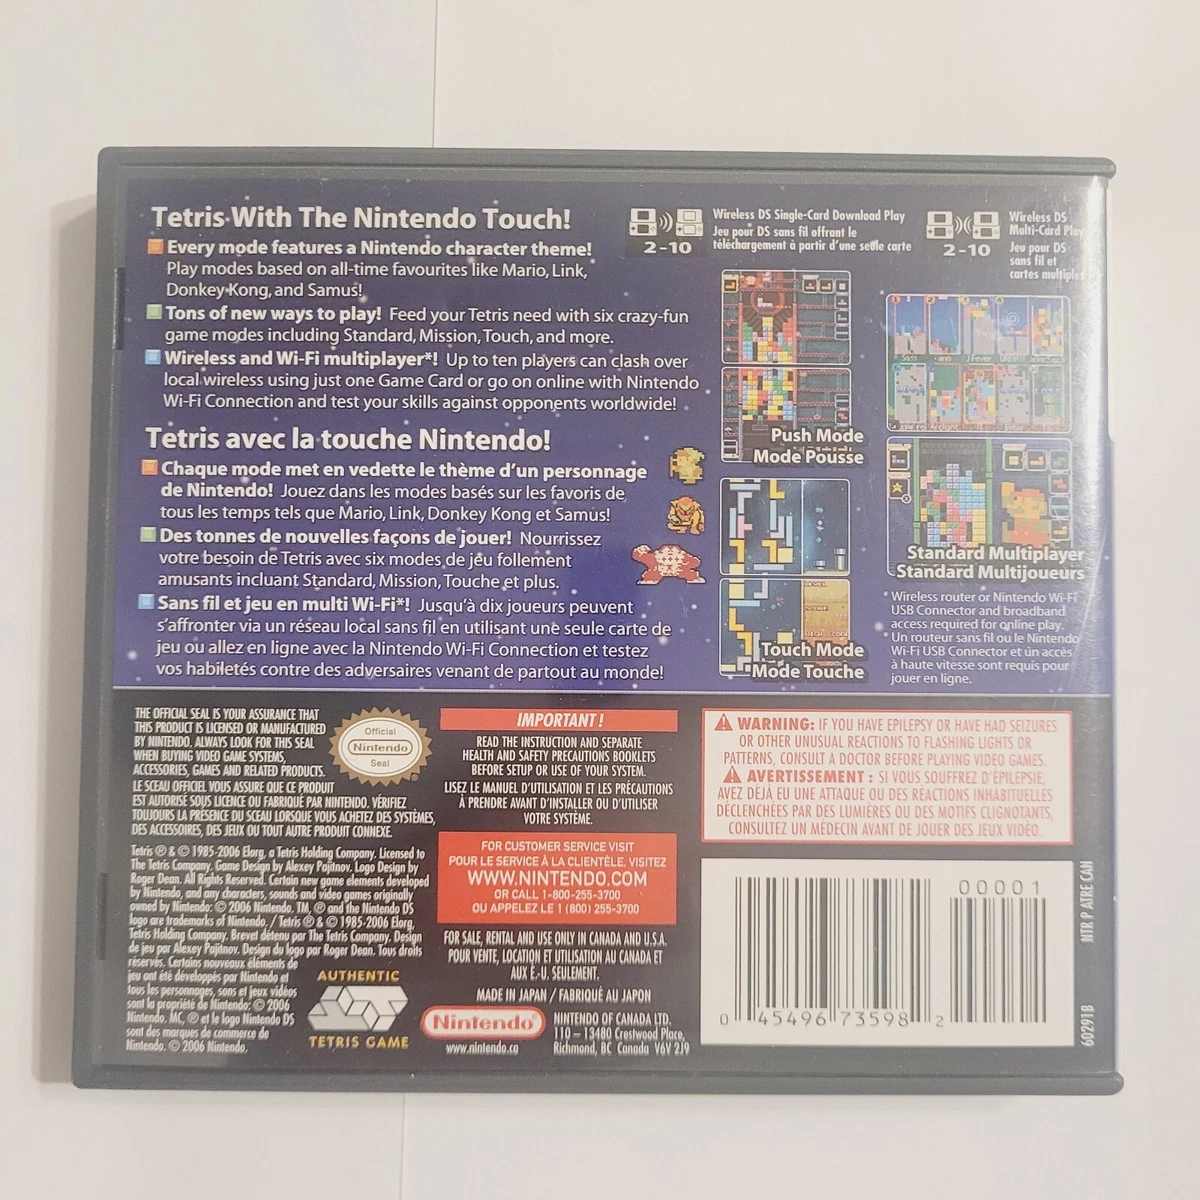 Tetris With The Nintendo Touch!
Every mode features a Nintendo character theme!
Play modes based on all-time favourites like Mario, Link,
Donkey Kong, and Samus!
Tons of new ways to play! Feed your Tetris need with six crazy-fun
game modes including Standard, Mission, Touch, and more.
Wireless and Wi-Fi multiplayer*! Up to ten players can clash over
local wireless using just one Game Card or go on online with Nintendo
Wi-Fi Connection and test your skills against opponents worldwide!
Tetris avec la touche Nintendo!
Chaque mode met en vedette le thème d'un personnage
de Nintendo! Jouez dans les modes basés sur les favoris de
tous les temps tels que Mario, Link, Donkey Kong et Samus!
Des tonnes de nouvelles façons de jouer! Nourrissez
votre besoin de Tetris avec six modes de jeu follement
amusants incluant Standard, Mission, Touche et plus.
Sans fil et jeu en multi Wi-Fi*! Jusqu'à dix joueurs peuvent
s'affronter via un réseau local sans fil en utilisant une seule carte de
jeu ou allez en ligne avec la Nintendo Wi-Fi Connection et testez
vos habiletés contre des adversaires venant de partout au monde!
2-10
Wireless DS Single-Card Download Play
Jeu pour DS sans fil offrant le
téléchargement à partir d'une seule carte
2-10
Wireless DS
Multi-Card Play
Jeu pour DS
sans fil et
cartes multiples
Push Mode
Mode Pousse
Touch Mode
Mode Touche
Standard Multiplayer
Standard Multijoueurs
* Wireless router or Nintendo Wi-Fi
USB Connector and broadband
access required for online play.
Un routeur sans fil ou le Nintendo
Wi-Fi USB Connector et un accès
à haute vitesse sont requis pour
jouer en ligne.
THE OFFICIAL SEAL IS YOUR ASSURANCE THAT
THIS PRODUCT IS LICENSED OR MANUFACTURED
BY NINTENDO. ALWAYS LOOK FOR THIS SEAL
WHEN BUYING VIDEO GAME SYSTEMS,
ACCESSORIES, GAMES AND RELATED PRODUCTS.
LE SCEAU OFFICIEL VOUS ASSURE QUE CE PRODUIT
EST AUTORISÉ SOUS LICENCE OU FABRIQUÉ PAR NINTENDO. VÉRIFIEZ
TOUJOURS LA PRÉSENCE DU SCEAU LORSQUE VOUS ACHETEZ DES SYSTÈMES,
DES ACCESSOIRES, DES JEUX OU TOUT AUTRE PRODUIT CONNEXE.
Official
Nintendo
Seal
Tetris ® & © 1985-2006 Elorg, a Tetris Holding Company. Licensed to
The Tetris Company. Game Design by Alexey Pajitnov. Logo Design by
Roger Dean. All Rights Reserved. Certain new game elements developed
by Nintendo, and any characters, sounds and video games originally
owned by Nintendo: © 2006 Nintendo. TM, ® and the Nintendo DS
logo are trademarks of Nintendo. / Tetris ® & © 1985-2006 Elorg,
Tetris Holding Company. Brevet détenu par The Tetris Company. Design
de jeu par Alexey Pajitnov. Design du logo par Roger Dean. Tous droits
réservés. Certains nouveaux éléments de
jeu ont été développés par Nintendo et
tous les personnages, sons et jeux vidéos
sont la propriété de Nintendo: © 2006
Nintendo. MC, ® et le logo Nintendo DS
sont des marques de commerce de
Nintendo. © 2006 Nintendo.
AUTHENTIC
TETRIS GAME
IMPORTANT!
READ THE INSTRUCTION AND SEPARATE
HEALTH AND SAFETY PRECAUTIONS BOOKLETS
BEFORE SETUP OR USE OF YOUR SYSTEM.
LISEZ LE MANUEL D'UTILISATION ET LES PRÉCAUTIONS
À PRENDRE AVANT D'INSTALLER OU D'UTILISER
VOTRE SYSTÈME.
FOR CUSTOMER SERVICE VISIT
POUR LE SERVICE À LA CLIENTÈLE, VISITEZ
WWW.NINTENDO.COM
OR CALL 1-800-255-3700
OU APPELEZ LE 1 (800) 255-3700
FOR SALE, RENTAL AND USE ONLY IN CANADA AND U.S.A.
POUR VENTE, LOCATION ET UTILISATION AU CANADA ET
AUX É.-U. SEULEMENT.
MADE IN JAPAN / FABRIQUÉ AU JAPON
Nintendo®
www.nintendo.ca
NINTENDO OF CANADA LTD.
110 – 13480 Crestwood Place,
Richmond, BC Canada V6V 2J9
WARNING: IF YOU HAVE EPILEPSY OR HAVE HAD SEIZURES
OR OTHER UNUSUAL REACTIONS TO FLASHING LIGHTS OR
PATTERNS, CONSULT A DOCTOR BEFORE PLAYING VIDEO GAMES.
AVERTISSEMENT : SI VOUS SOUFFREZ D'ÉPILEPSIE,
AVEZ DÉJÀ EU UNE ATTAQUE OU DES RÉACTIONS INHABITUELLES
DÉCLENCHÉES PAR DES LUMIÈRES OU DES MOTIFS CLIGNOTANTS,
CONSULTEZ UN MÉDECIN AVANT DE JOUER DES JEUX VIDÉO.
00001
0 45496 73598 2
NTR P ATRE CAN
60291B